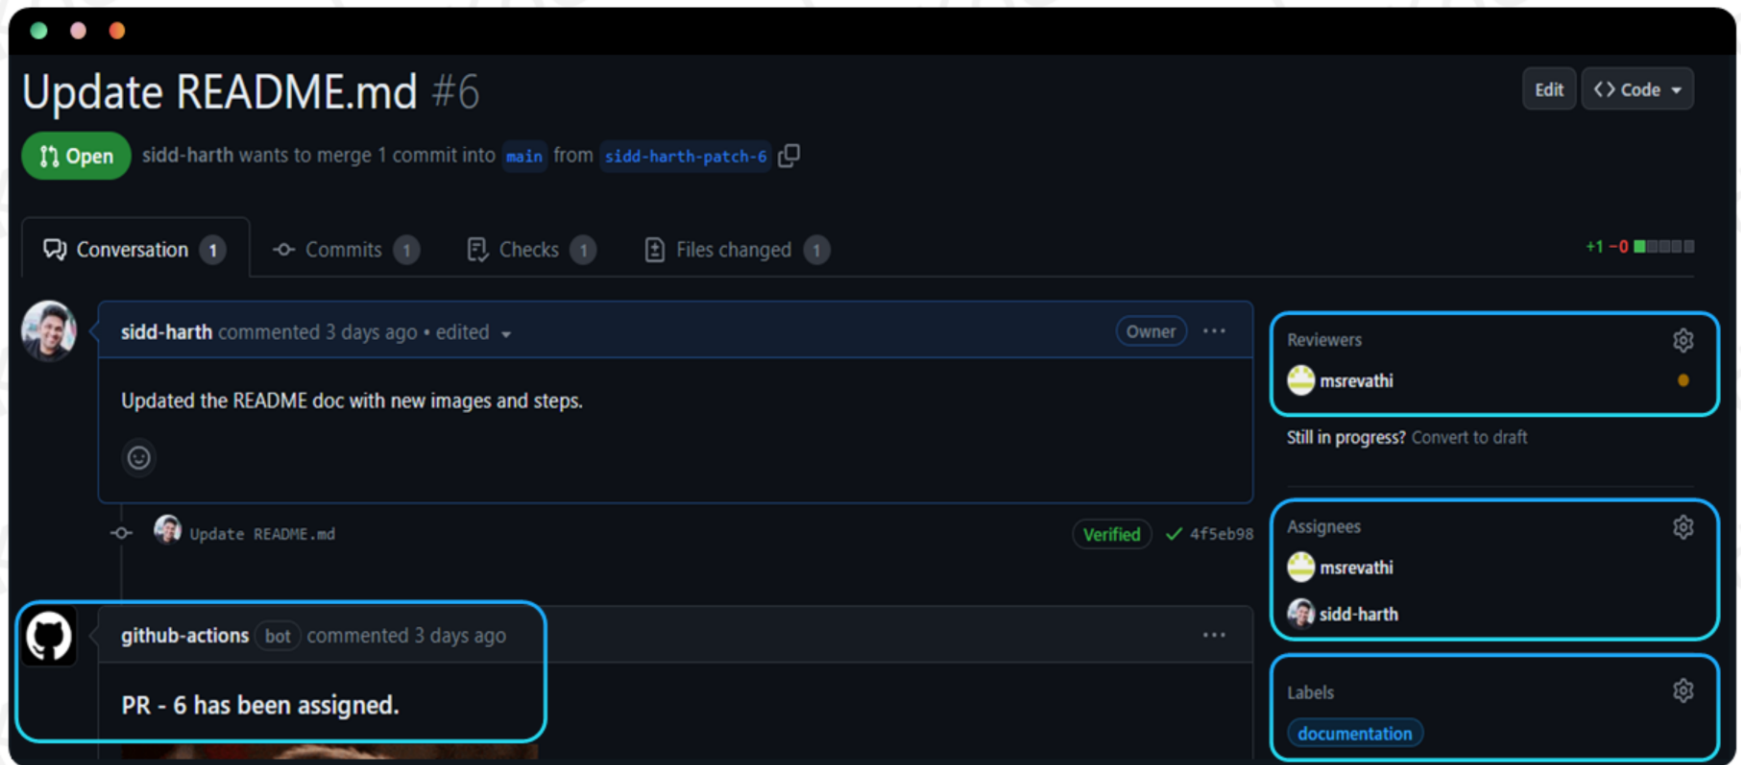 Update README.md #6
Edit
Code
Open
sidd-harth wants to merge 1 commit into main from sidd-harth-patch-6
Conversation 1
Commits 1
Checks 1
Files changed 1
+1 −0
sidd-harth commented 3 days ago • edited
Owner
Updated the README doc with new images and steps.
Update README.md
Verified
4f5eb98
github-actions bot commented 3 days ago
PR - 6 has been assigned.
Reviewers
msrevathi
Still in progress? Convert to draft
Assignees
msrevathi
sidd-harth
Labels
documentation